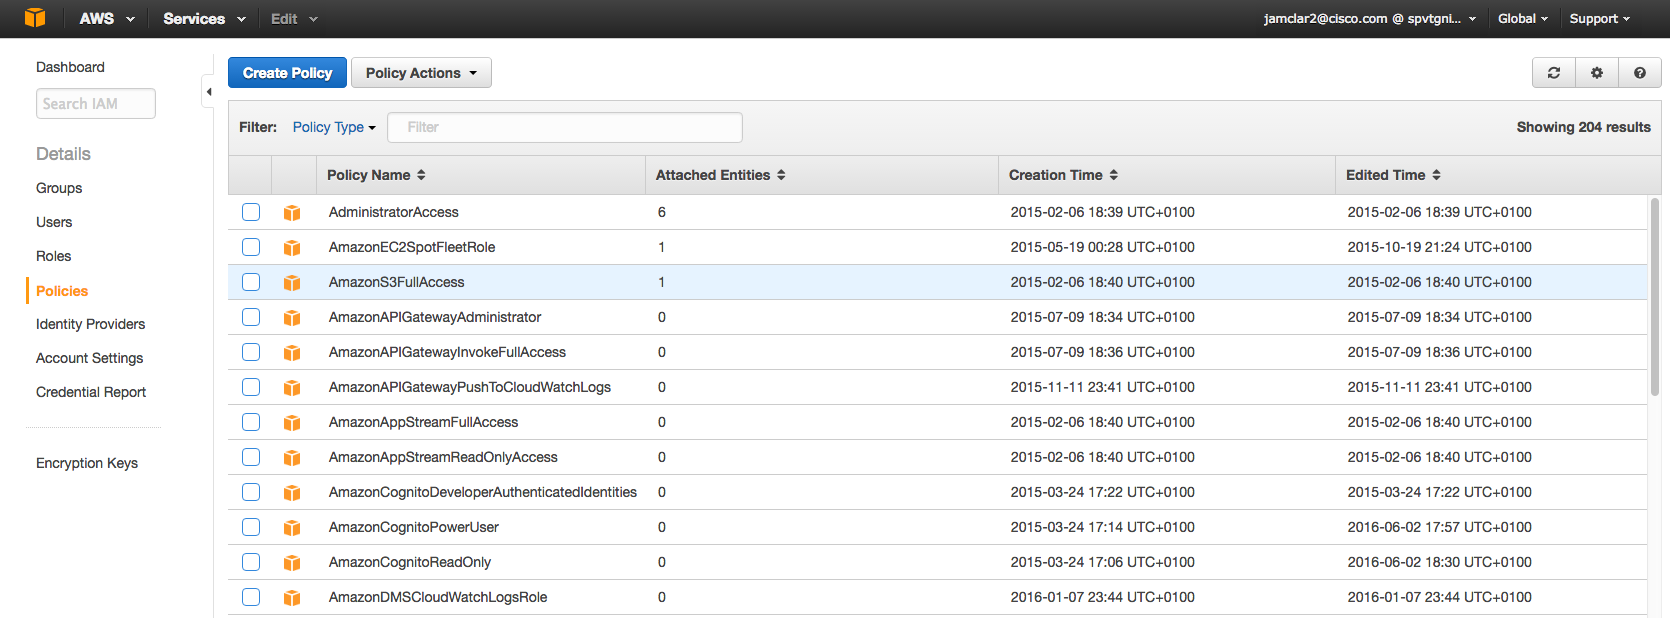 AWS Services Edit jamclar2@cisco.com @ spvtgni... Global Support
Dashboard
Search IAM
Details
Groups
Users
Roles
Policies
Identity Providers
Account Settings
Credential Report
Encryption Keys
Create Policy Policy Actions
Filter: Policy Type Filter Showing 204 results
Policy Name Attached Entities Creation Time Edited Time
AdministratorAccess 6 2015-02-06 18:39 UTC+0100 2015-02-06 18:39 UTC+0100
AmazonEC2SpotFleetRole 1 2015-05-19 00:28 UTC+0100 2015-10-19 21:24 UTC+0100
AmazonS3FullAccess 1 2015-02-06 18:40 UTC+0100 2015-02-06 18:40 UTC+0100
AmazonAPIGatewayAdministrator 0 2015-07-09 18:34 UTC+0100 2015-07-09 18:34 UTC+0100
AmazonAPIGatewayInvokeFullAccess 0 2015-07-09 18:36 UTC+0100 2015-07-09 18:36 UTC+0100
AmazonAPIGatewayPushToCloudWatchLogs 0 2015-11-11 23:41 UTC+0100 2015-11-11 23:41 UTC+0100
AmazonAppStreamFullAccess 0 2015-02-06 18:40 UTC+0100 2015-02-06 18:40 UTC+0100
AmazonAppStreamReadOnlyAccess 0 2015-02-06 18:40 UTC+0100 2015-02-06 18:40 UTC+0100
AmazonCognitoDeveloperAuthenticatedIdentities 0 2015-03-24 17:22 UTC+0100 2015-03-24 17:22 UTC+0100
AmazonCognitoPowerUser 0 2015-03-24 17:14 UTC+0100 2016-06-02 17:57 UTC+0100
AmazonCognitoReadOnly 0 2015-03-24 17:06 UTC+0100 2016-06-02 18:30 UTC+0100
AmazonDMSCloudWatchLogsRole 0 2016-01-07 23:44 UTC+0100 2016-01-07 23:44 UTC+0100